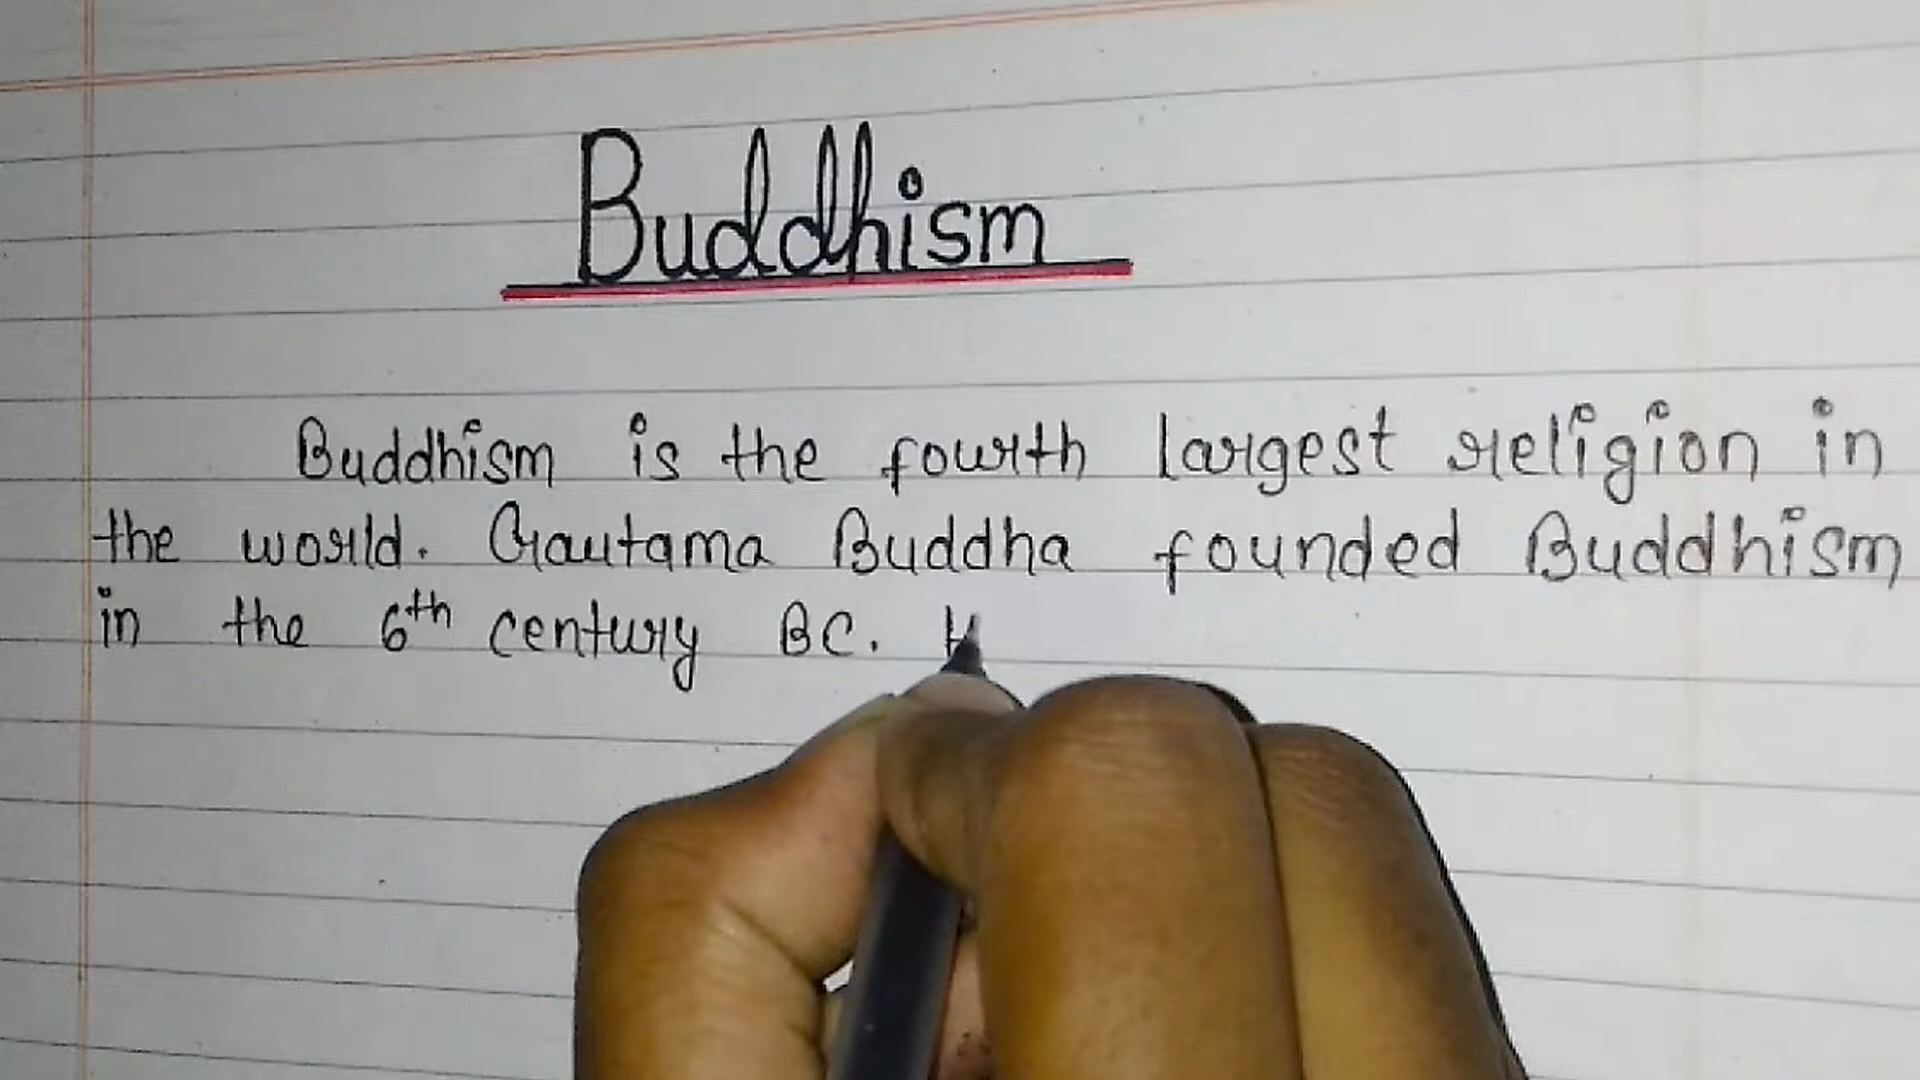 Buddhism
Buddhism is the fourth largest religion in
the world. Gautama Buddha founded Buddhism
in the 6th century BC. H